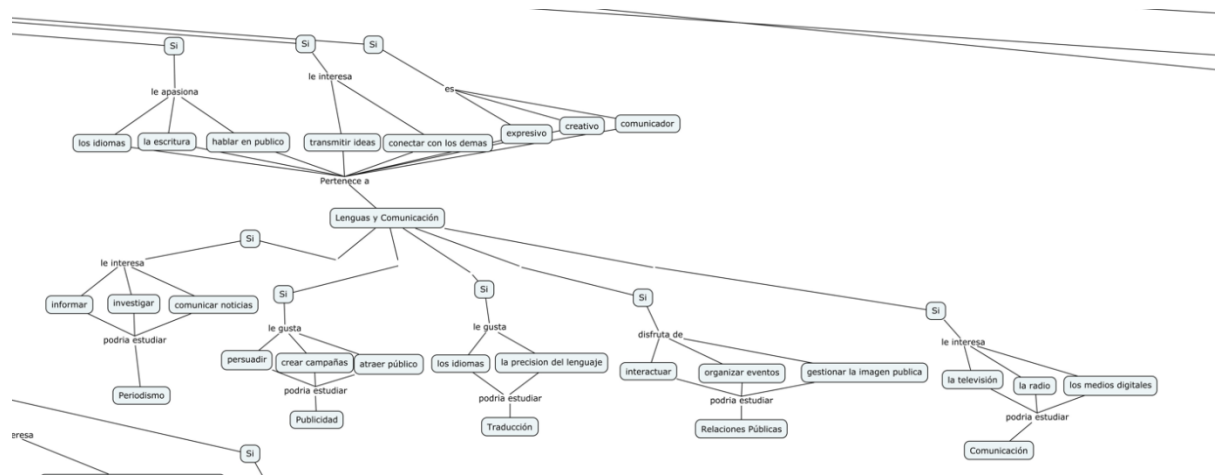 Si
Si
Si
le apasiona
le interesa
es
los idiomas
la escritura
hablar en publico
transmitir ideas
conectar con los demas
expresivo
creativo
comunicador
Pertenece a
Lenguas y Comunicación
Si
le interesa
informar
investigar
comunicar noticias
podria estudiar
Periodismo
Si
le gusta
persuadir
crear campañas
atraer público
podria estudiar
Publicidad
Si
le gusta
los idiomas
la precision del lenguaje
podria estudiar
Traducción
Si
disfruta de
interactuar
organizar eventos
gestionar la imagen publica
podria estudiar
Relaciones Públicas
Si
le interesa
la televisión
la radio
los medios digitales
podria estudiar
Comunicación
eresa
Si